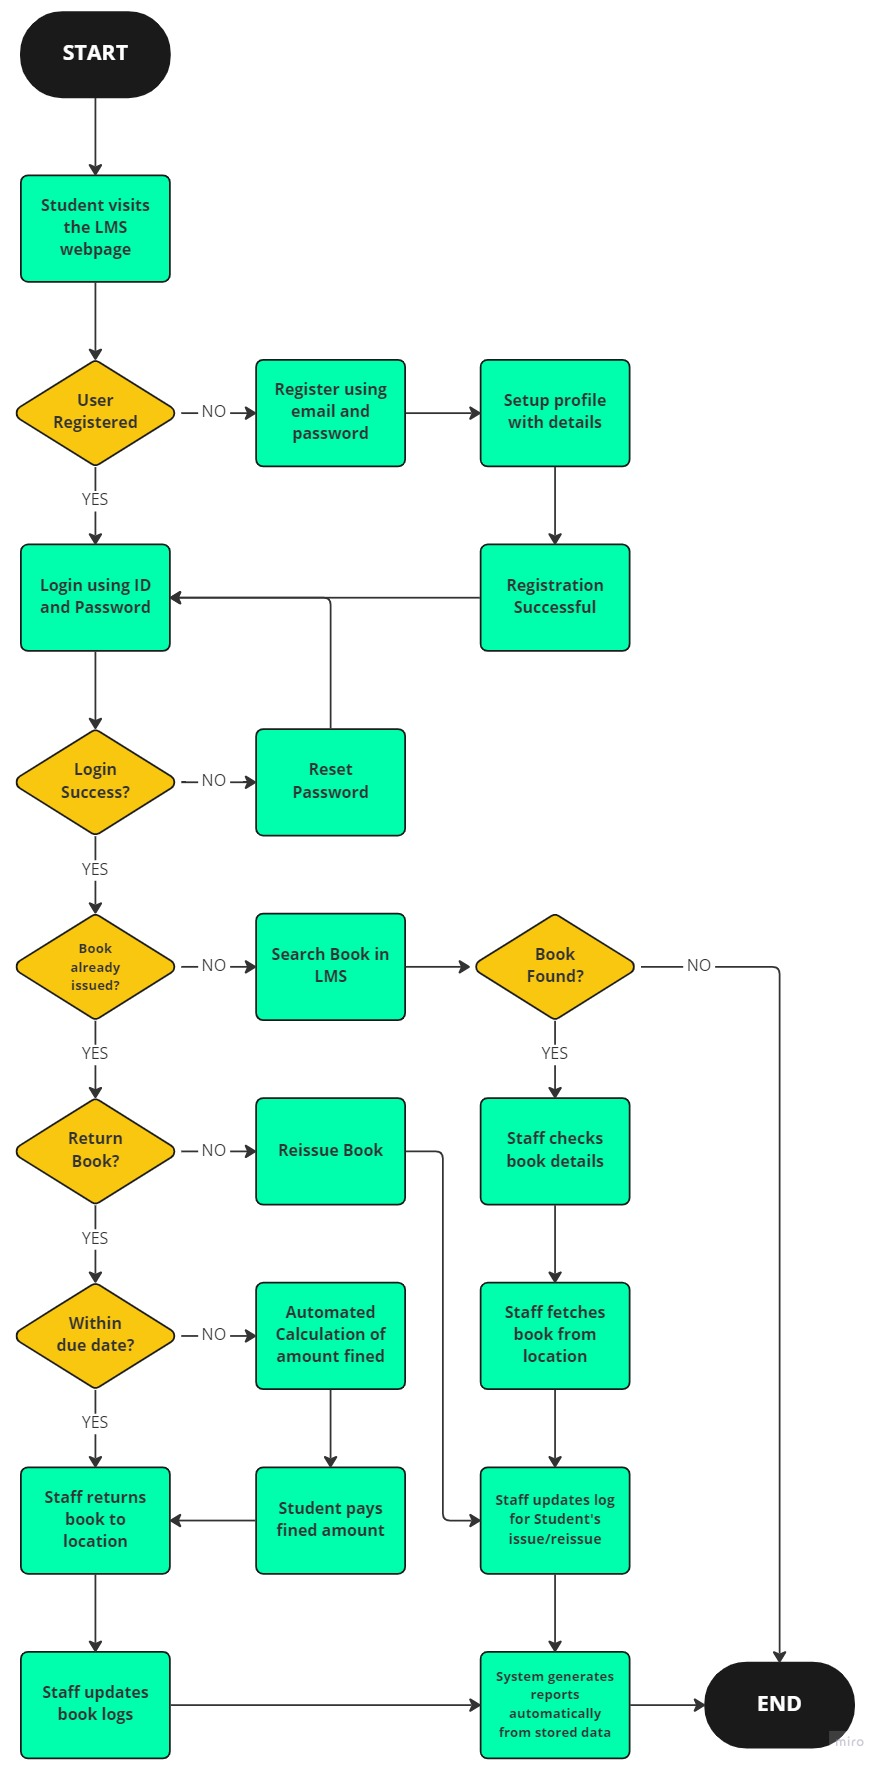 START
Student visits
the LMS
webpage
User
Registered
NO
Register using
email and
password
Setup profile
with details
YES
Login using ID
and Password
Registration
Successful
Login
Success?
NO
Reset
Password
YES
Book
already
issued?
NO
Search Book in
LMS
Book
Found?
NO
YES
YES
Return
Book?
NO
Reissue Book
Staff checks
book details
YES
Within
due date?
NO
Automated
Calculation of
amount fined
Staff fetches
book from
location
YES
Staff returns
book to
location
Student pays
fined amount
Staff updates log
for Student's
issue/reissue
Staff updates
book logs
System generates
reports
automatically
from stored data
END
miro